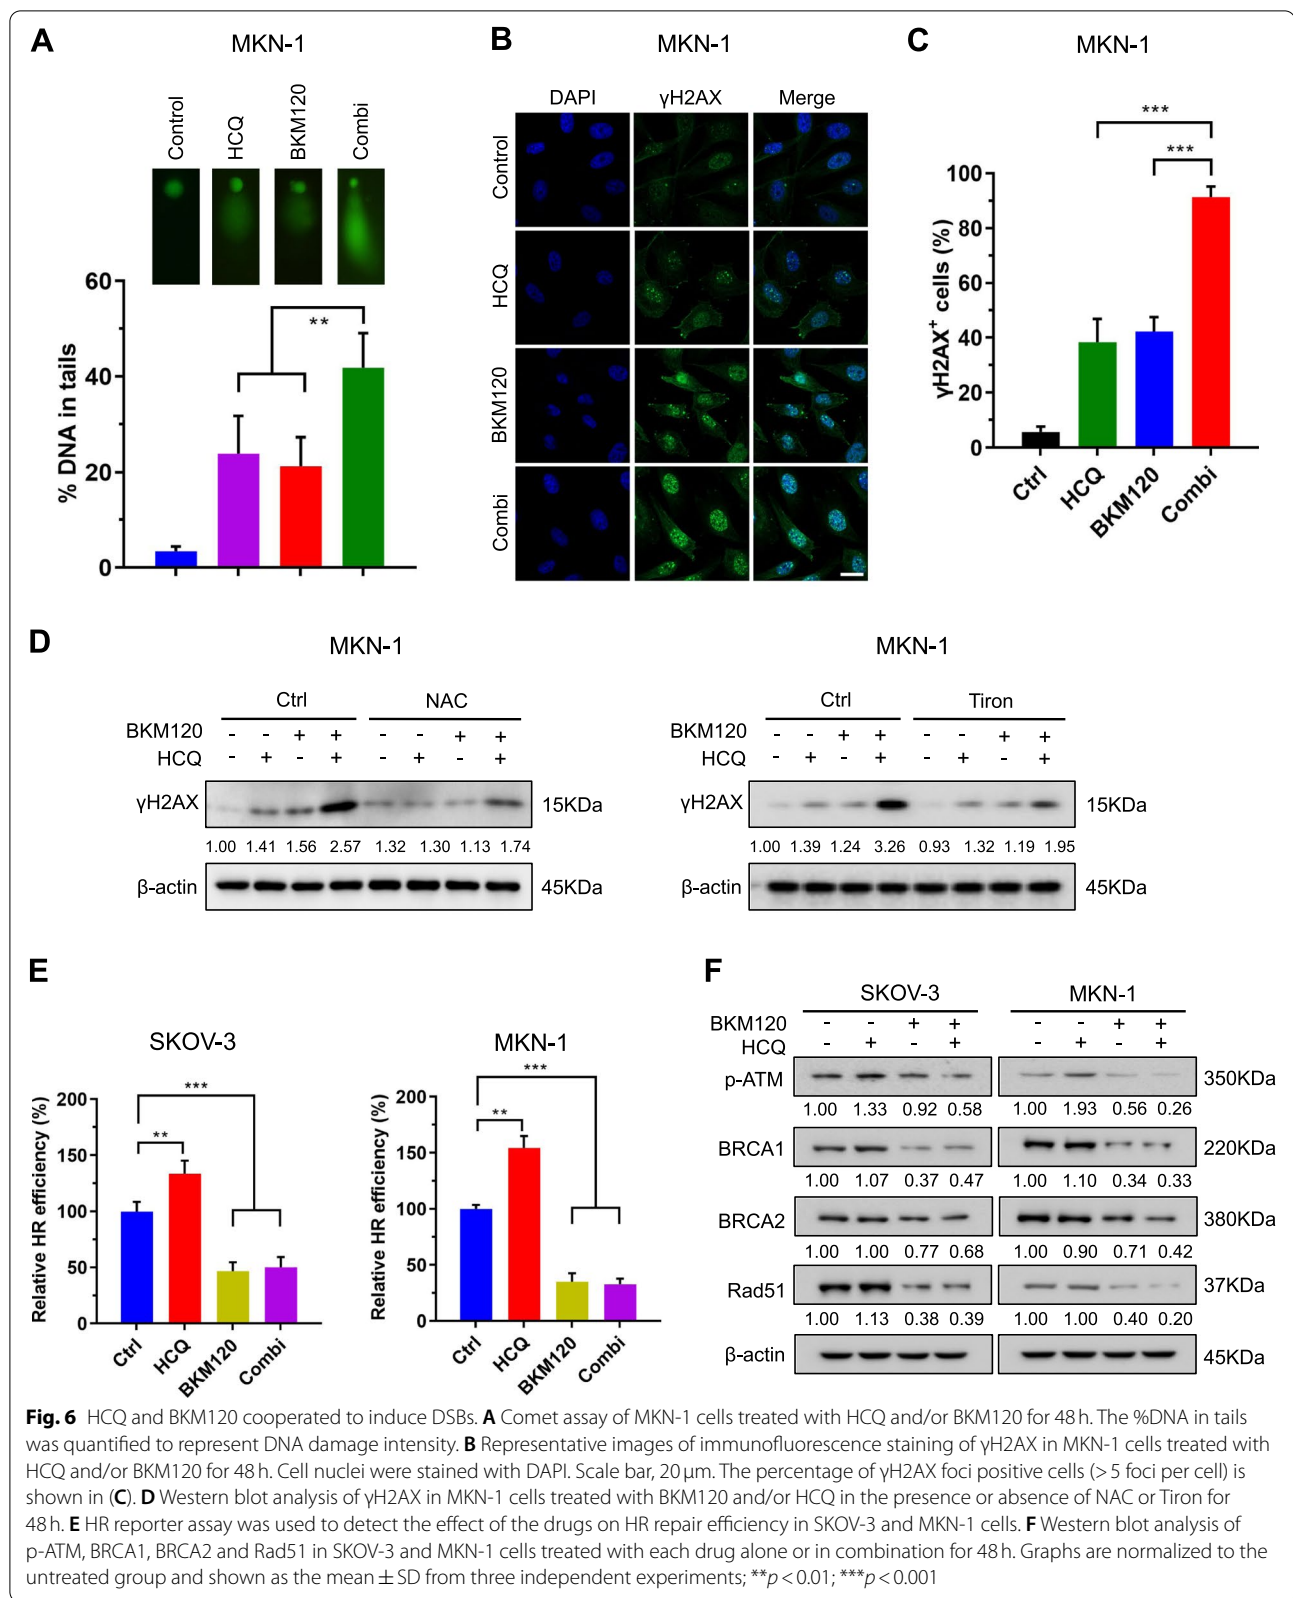 A
MKN-1
Control
HCQ
BKM120
Combi
% DNA in tails
60
40
20
0
**
B
MKN-1
DAPI
γH2AX
Merge
Control
HCQ
BKM120
Combi
C
MKN-1
***
***
γH2AX+ cells (%)
100
80
60
40
20
0
Ctrl
HCQ
BKM120
Combi
D
MKN-1
Ctrl
NAC
BKM120 - - + + - - + +
HCQ - + - + - + - +
γH2AX
15KDa
1.00 1.41 1.56 2.57 1.32 1.30 1.13 1.74
β-actin
45KDa
MKN-1
Ctrl
Tiron
BKM120 - - + + - - + +
HCQ - + - + - + - +
γH2AX
15KDa
1.00 1.39 1.24 3.26 0.93 1.32 1.19 1.95
β-actin
45KDa
E
SKOV-3
Relative HR efficiency (%)
200
150
100
50
0
***
**
Ctrl
HCQ
BKM120
Combi
MKN-1
Relative HR efficiency (%)
200
150
100
50
0
***
**
Ctrl
HCQ
BKM120
Combi
F
SKOV-3
MKN-1
BKM120 - - + + - - + +
HCQ - + - + - + - +
p-ATM
350KDa
1.00 1.33 0.92 0.58 1.00 1.93 0.56 0.26
BRCA1
220KDa
1.00 1.07 0.37 0.47 1.00 1.10 0.34 0.33
BRCA2
380KDa
1.00 1.00 0.77 0.68 1.00 0.90 0.71 0.42
Rad51
37KDa
1.00 1.13 0.38 0.39 1.00 1.00 0.40 0.20
β-actin
45KDa
Fig. 6 HCQ and BKM120 cooperated to induce DSBs. A Comet assay of MKN-1 cells treated with HCQ and/or BKM120 for 48 h. The %DNA in tails
was quantified to represent DNA damage intensity. B Representative images of immunofluorescence staining of γH2AX in MKN-1 cells treated with
HCQ and/or BKM120 for 48 h. Cell nuclei were stained with DAPI. Scale bar, 20 μm. The percentage of γH2AX foci positive cells (> 5 foci per cell) is
shown in (C). D Western blot analysis of γH2AX in MKN-1 cells treated with BKM120 and/or HCQ in the presence or absence of NAC or Tiron for
48 h. E HR reporter assay was used to detect the effect of the drugs on HR repair efficiency in SKOV-3 and MKN-1 cells. F Western blot analysis of
p-ATM, BRCA1, BRCA2 and Rad51 in SKOV-3 and MKN-1 cells treated with each drug alone or in combination for 48 h. Graphs are normalized to the
untreated group and shown as the mean ± SD from three independent experiments; **p < 0.01; ***p < 0.001